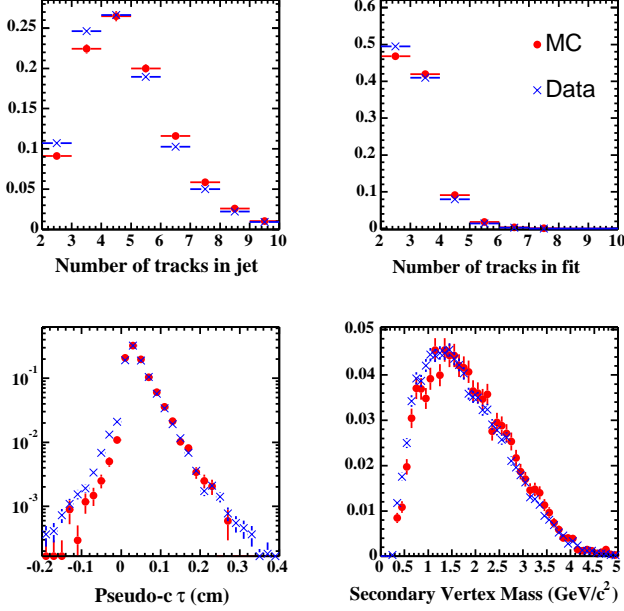 0.25
0.2
0.15
0.1
0.05
0
2 3 4 5 6 7 8 9 10
Number of tracks in jet
0.6
0.5
0.4
0.3
0.2
0.1
0
2 3 4 5 6 7 8 9 10
Number of tracks in fit
MC
Data
10-1
10-2
10-3
-0.2 -0.1 0 0.1 0.2 0.3 0.4
Pseudo-c τ (cm)
0.05
0.04
0.03
0.02
0.01
0
0 0.5 1 1.5 2 2.5 3 3.5 4 4.5 5
Secondary Vertex Mass (GeV/c2)